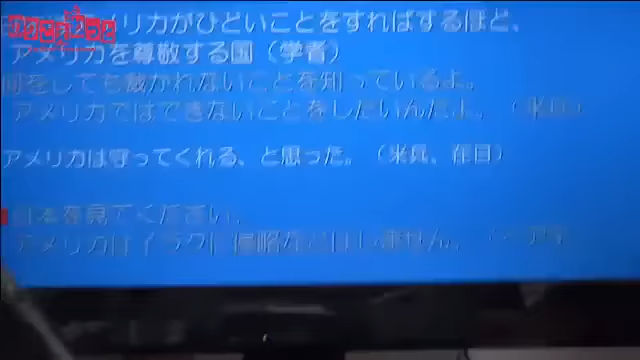 メリカがひどいことをすればするほど、
アメリカを尊敬する国（学者）
何をしても裁かれないことを知っているよ。
アメリカではできないことをしたいんだよ。（米兵）
アメリカは守ってくれる、と思った。（米兵、在日）
日本を見てください。
アメリカはイラクに侵略などはしません。